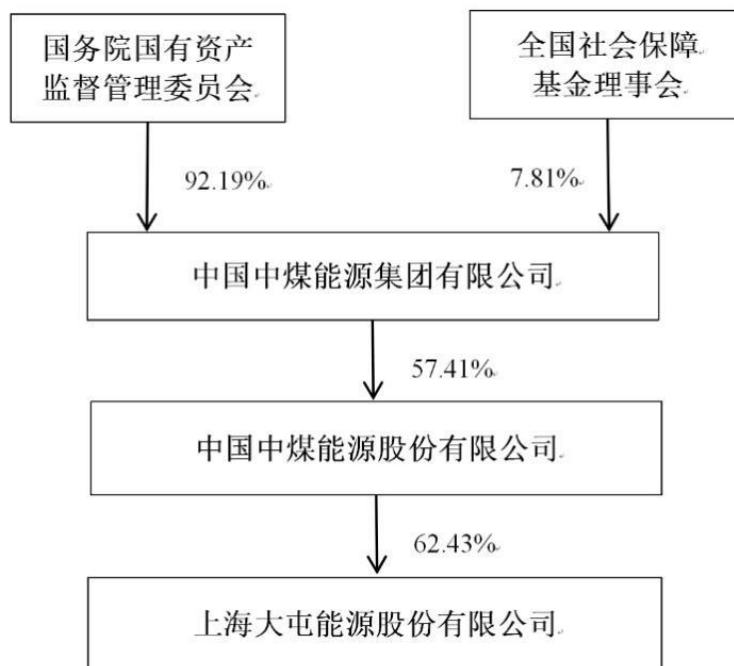 国务院国有资产
监督管理委员会
全国社会保障
基金理事会
92.19%
7.81%
中国中煤能源集团有限公司
57.41%
中国中煤能源股份有限公司
62.43%
上海大屯能源股份有限公司